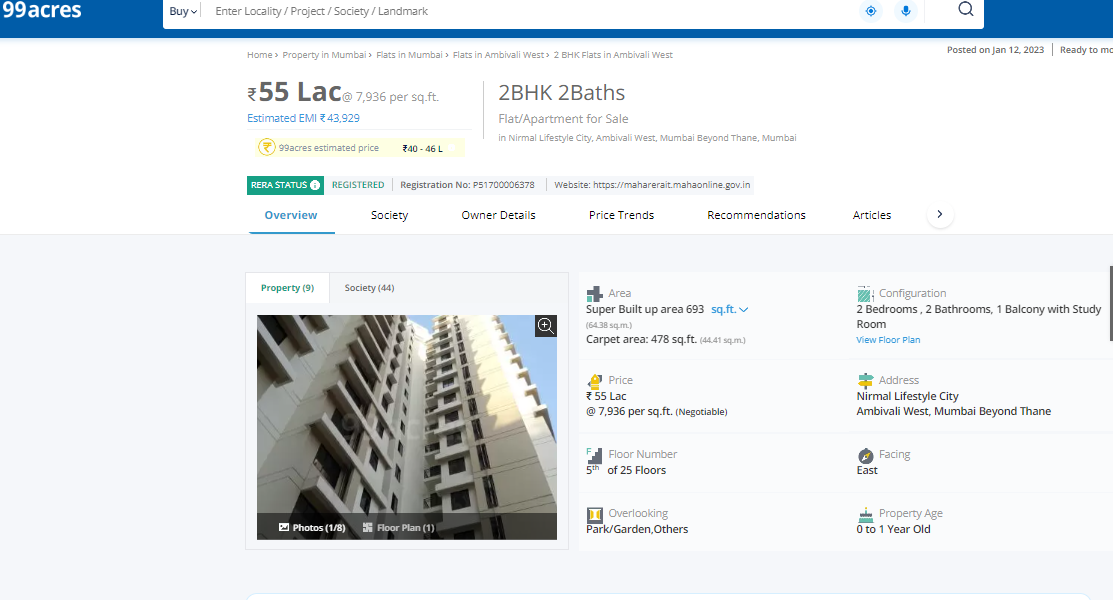 99acres
Buy
Enter Locality / Project / Society / Landmark
Home › Property in Mumbai › Flats in Mumbai › Flats in Ambivali West › 2 BHK Flats in Ambivali West
Posted on Jan 12, 2023 | Ready to mo
₹55 Lac @ 7,936 per sq.ft.
Estimated EMI ₹43,929
99acres estimated price ₹40 - 46 L
2BHK 2Baths
Flat/Apartment for Sale
in Nirmal Lifestyle City, Ambivali West, Mumbai Beyond Thane, Mumbai
RERA STATUS REGISTERED | Registration No: P51700006378 | Website: https://maharerait.mahaonline.gov.in
Overview Society Owner Details Price Trends Recommendations Articles
Property (9) Society (44)
Photos (1/8) Floor Plan (1)
Area
Super Built up area 693 sq.ft.
(64.38 sq.m.)
Carpet area: 478 sq.ft. (44.41 sq.m.)
Configuration
2 Bedrooms , 2 Bathrooms, 1 Balcony with Study
Room
View Floor Plan
Price
₹ 55 Lac
@ 7,936 per sq.ft. (Negotiable)
Address
Nirmal Lifestyle City
Ambivali West, Mumbai Beyond Thane
Floor Number
5th of 25 Floors
Facing
East
Overlooking
Park/Garden,Others
Property Age
0 to 1 Year Old